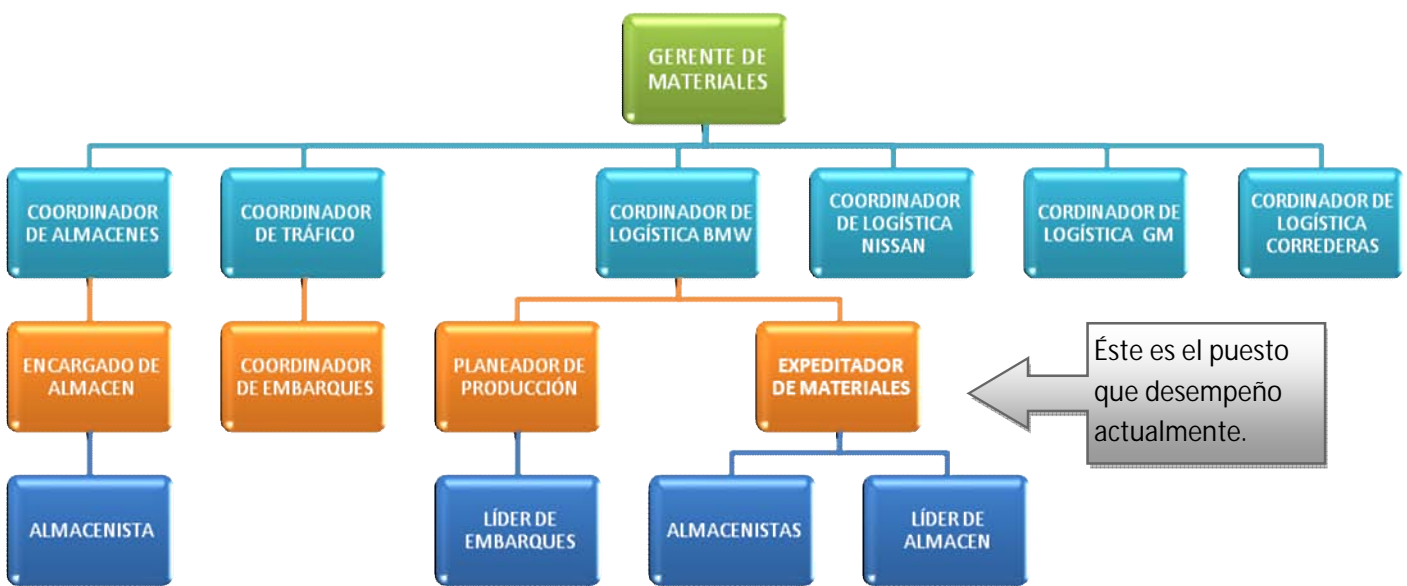 GERENTE DE
MATERIALES
COORDINADOR
DE ALMACENES
COORDINADOR
DE TRÁFICO
CORDINADOR DE
LOGÍSTICA BMW
COORDINADOR
DE LOGÍSTICA
NISSAN
CORDINADOR DE
LOGÍSTICA GM
CORDINADOR DE
LOGÍSTICA
CORREDERAS
ENCARGADO DE
ALMACEN
COORDINADOR
DE EMBARQUES
PLANEADOR DE
PRODUCCIÓN
EXPEDITADOR
DE MATERIALES
Éste es el puesto
que desempeño
actualmente.
ALMACENISTA
LÍDER DE
EMBARQUES
ALMACENISTAS
LÍDER DE
ALMACEN